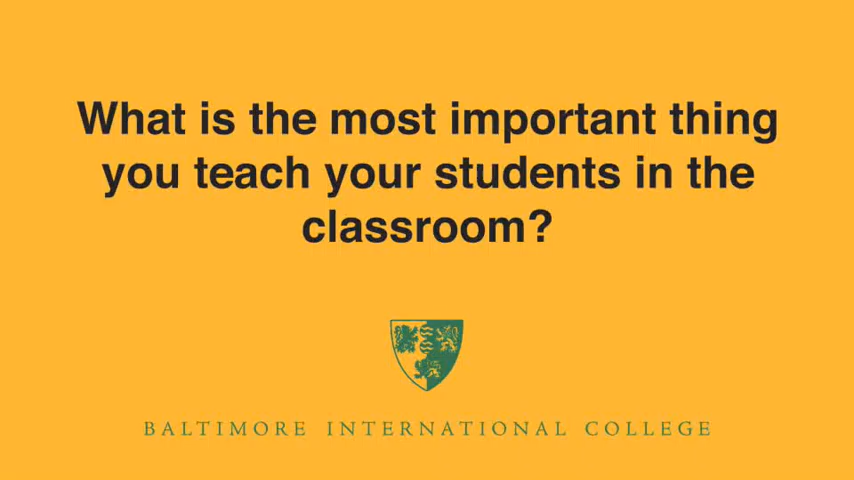 What is the most important thing
you teach your students in the
classroom?
BALTIMORE INTERNATIONAL COLLEGE